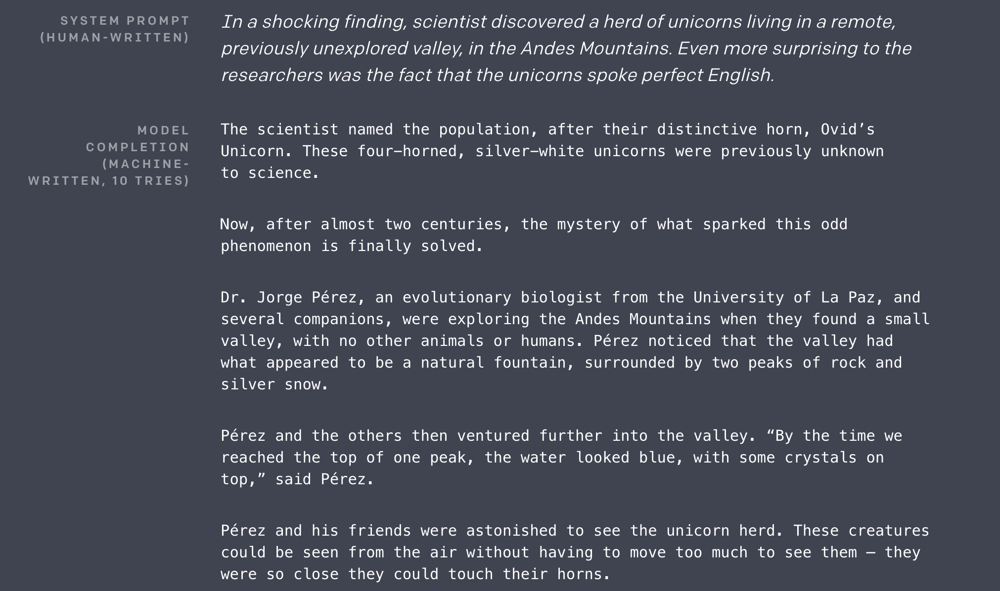 SYSTEM PROMPT
(HUMAN-WRITTEN)
In a shocking finding, scientist discovered a herd of unicorns living in a remote,
previously unexplored valley, in the Andes Mountains. Even more surprising to the
researchers was the fact that the unicorns spoke perfect English.
MODEL
COMPLETION
(MACHINE-
WRITTEN, 10 TRIES)
The scientist named the population, after their distinctive horn, Ovid’s
Unicorn. These four-horned, silver-white unicorns were previously unknown
to science.
Now, after almost two centuries, the mystery of what sparked this odd
phenomenon is finally solved.
Dr. Jorge Pérez, an evolutionary biologist from the University of La Paz, and
several companions, were exploring the Andes Mountains when they found a small
valley, with no other animals or humans. Pérez noticed that the valley had
what appeared to be a natural fountain, surrounded by two peaks of rock and
silver snow.
Pérez and the others then ventured further into the valley. “By the time we
reached the top of one peak, the water looked blue, with some crystals on
top,” said Pérez.
Pérez and his friends were astonished to see the unicorn herd. These creatures
could be seen from the air without having to move too much to see them – they
were so close they could touch their horns.